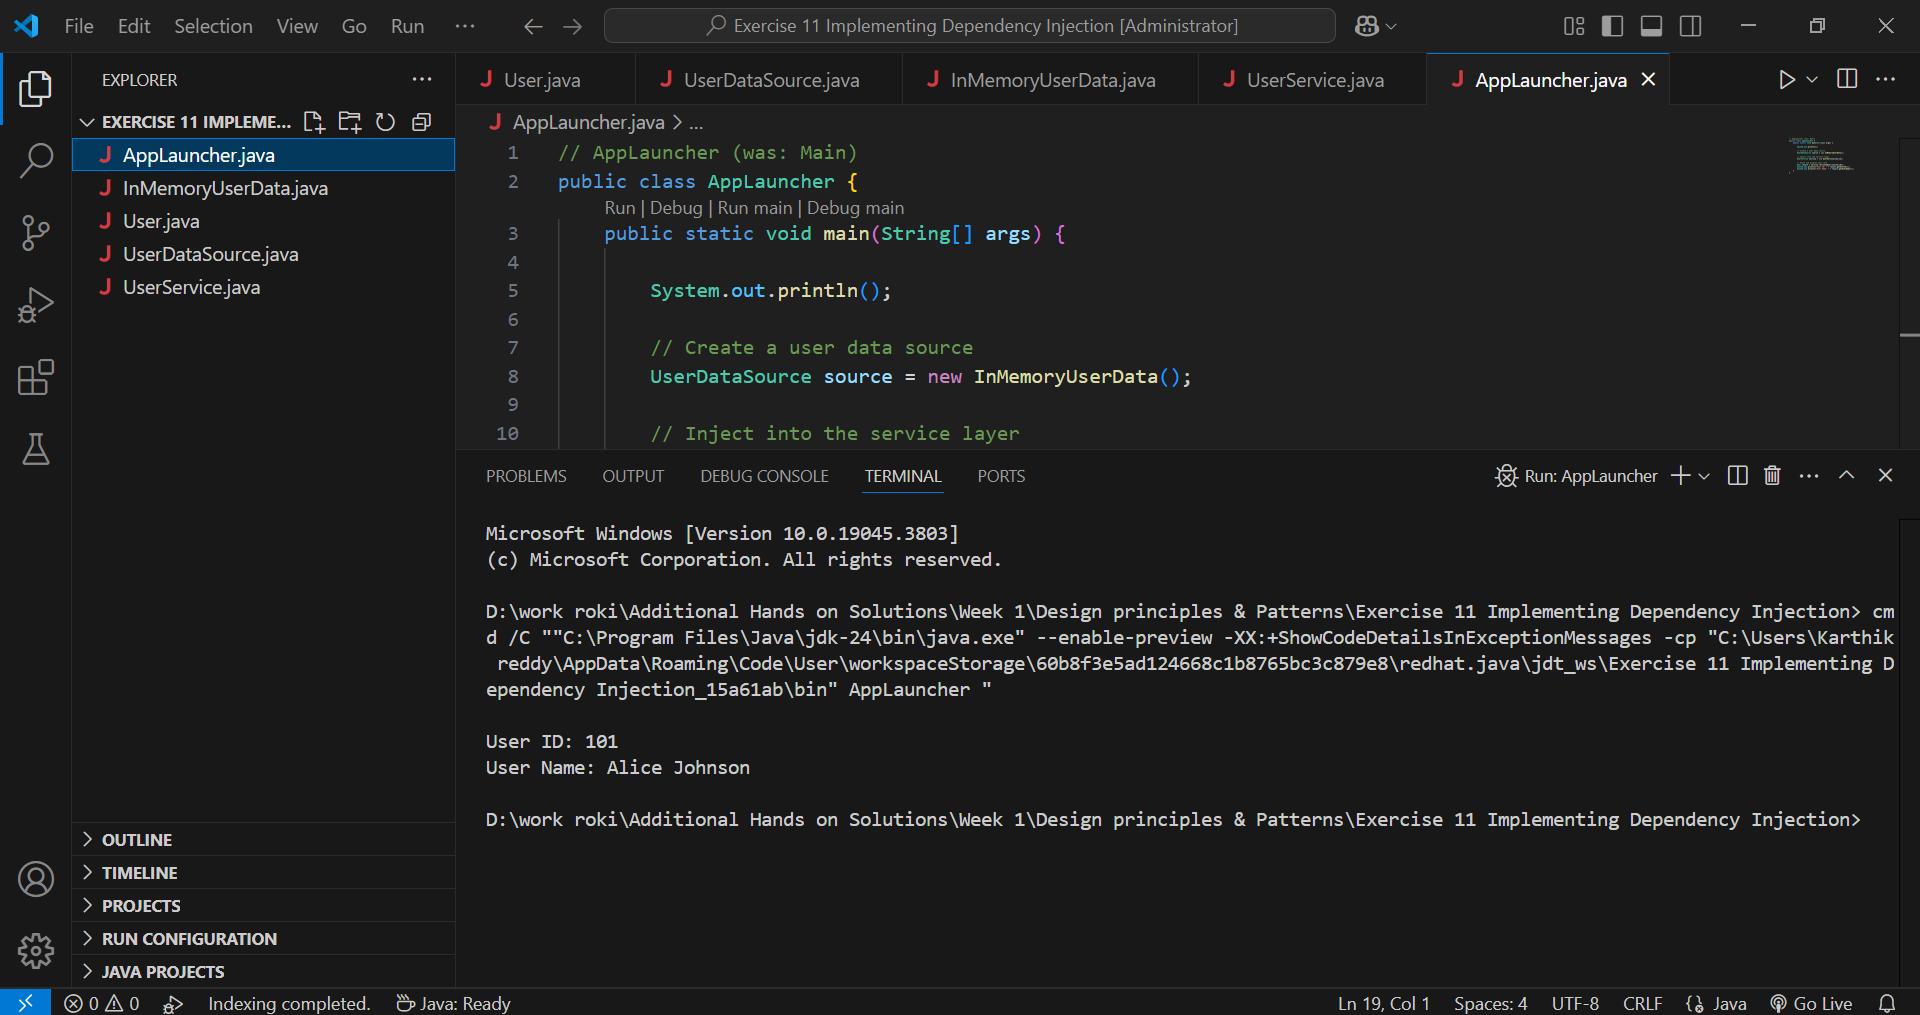 File Edit Selection View Go Run ···
Exercise 11 Implementing Dependency Injection [Administrator]
EXPLORER
EXERCISE 11 IMPLEME...
AppLauncher.java
InMemoryUserData.java
User.java
UserDataSource.java
UserService.java
OUTLINE
TIMELINE
PROJECTS
RUN CONFIGURATION
JAVA PROJECTS
User.java UserDataSource.java InMemoryUserData.java UserService.java AppLauncher.java
AppLauncher.java > ...
1 // AppLauncher (was: Main)
2 public class AppLauncher {
Run | Debug | Run main | Debug main
3 public static void main(String[] args) {
4
5 System.out.println();
6
7 // Create a user data source
8 UserDataSource source = new InMemoryUserData();
9
10 // Inject into the service layer
PROBLEMS OUTPUT DEBUG CONSOLE TERMINAL PORTS
Run: AppLauncher
Microsoft Windows [Version 10.0.19045.3803]
(c) Microsoft Corporation. All rights reserved.
D:\work roki\Additional Hands on Solutions\Week 1\Design principles & Patterns\Exercise 11 Implementing Dependency Injection> cm
d /C ""C:\Program Files\Java\jdk-24\bin\java.exe" --enable-preview -XX:+ShowCodeDetailsInExceptionMessages -cp "C:\Users\Karthik
reddy\AppData\Roaming\Code\User\workspaceStorage\60b8f3e5ad124668c1b8765bc3c879e8\redhat.java\jdt_ws\Exercise 11 Implementing D
ependency Injection_15a61ab\bin" AppLauncher "
User ID: 101
User Name: Alice Johnson
D:\work roki\Additional Hands on Solutions\Week 1\Design principles & Patterns\Exercise 11 Implementing Dependency Injection>
0 0 Indexing completed. Java: Ready Ln 19, Col 1 Spaces: 4 UTF-8 CRLF Java Go Live